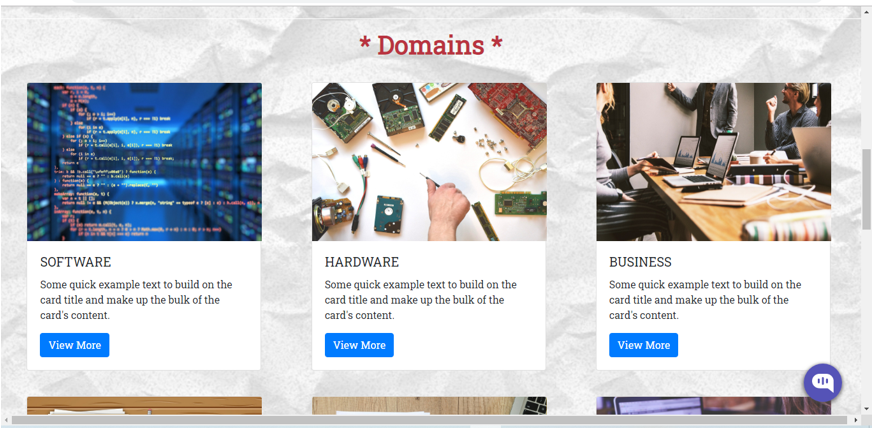 * Domains *
SOFTWARE
Some quick example text to build on the
card title and make up the bulk of the
card's content.
View More
HARDWARE
Some quick example text to build on the
card title and make up the bulk of the
card's content.
View More
BUSINESS
Some quick example text to build on the
card title and make up the bulk of the
card's content.
View More